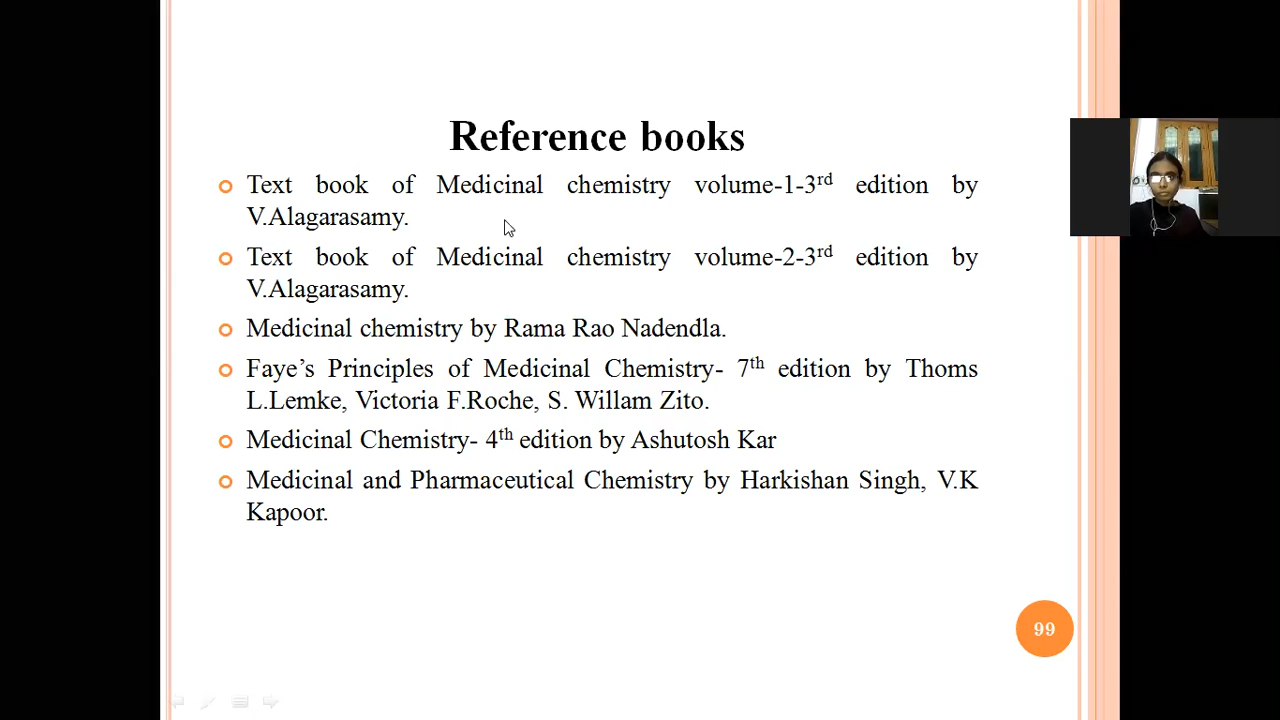 Reference books
Text book of Medicinal chemistry volume-1-3rd edition by
V.Alagarasamy.
Text book of Medicinal chemistry volume-2-3rd edition by
V.Alagarasamy.
Medicinal chemistry by Rama Rao Nadendla.
Faye’s Principles of Medicinal Chemistry- 7th edition by Thoms
L.Lemke, Victoria F.Roche, S. Willam Zito.
Medicinal Chemistry- 4th edition by Ashutosh Kar
Medicinal and Pharmaceutical Chemistry by Harkishan Singh, V.K
Kapoor.
99